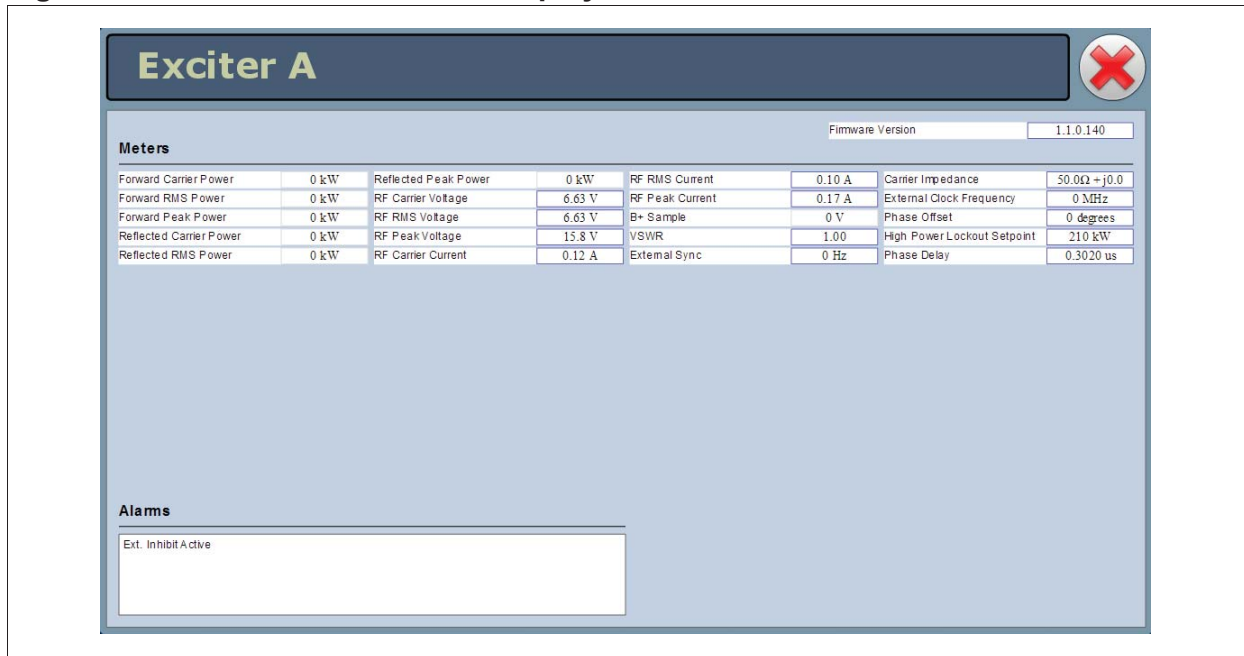 Exciter A
Firmware Version 1.1.0.140
Meters
Forward Carrier Power 0 kW Reflected Peak Power 0 kW RF RMS Current 0.10 A Carrier Impedance 50.0Ω +j0.0
Forward RMS Power 0 kW RF Carrier Voltage 6.63 V RF Peak Current 0.17 A External Clock Frequency 0 MHz
Forward Peak Power 0 kW RF RMS Voltage 6.63 V B+ Sample 0 V Phase Offset 0 degrees
Reflected Carrier Power 0 kW RF Peak Voltage 15.8 V VSWR 1.00 High Power Lockout Setpoint 210 kW
Reflected RMS Power 0 kW RF Carrier Current 0.12 A External Sync 0 Hz Phase Delay 0.3020 us
Alarms
Ext. Inhibit Active